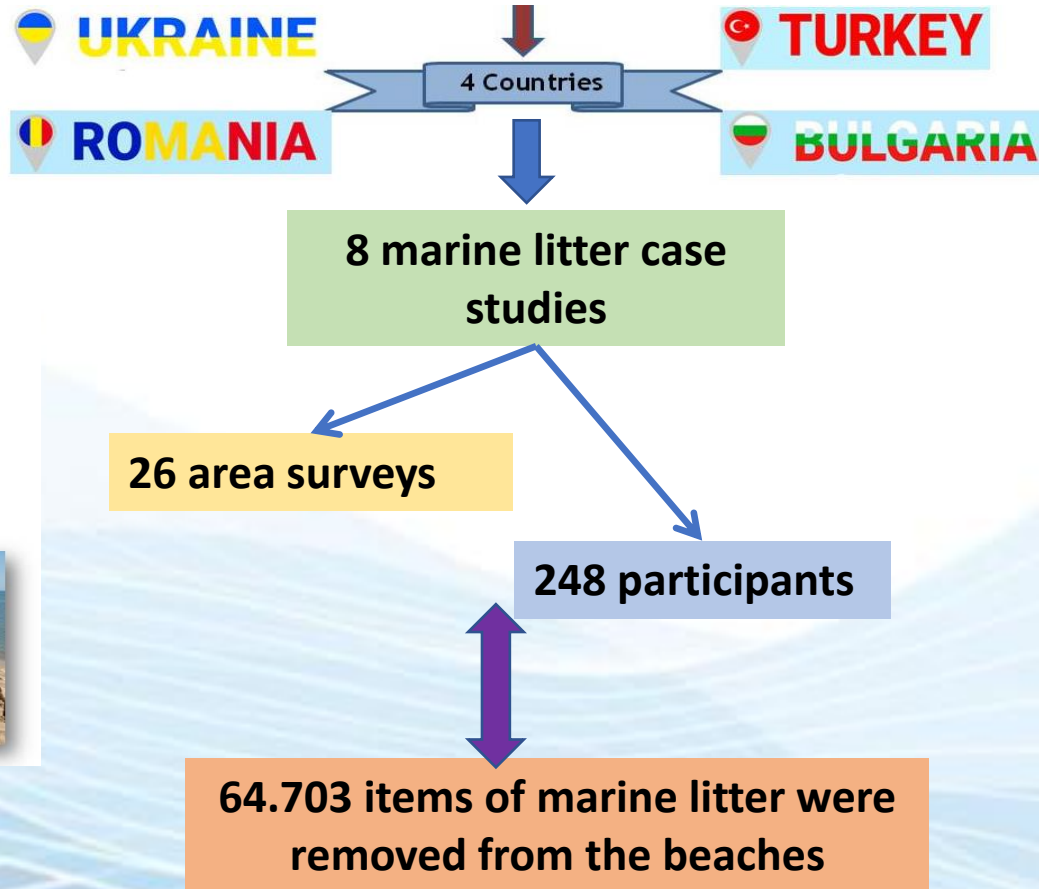 UKRAINE
TURKEY
4 Countries
ROMANIA
BULGARIA
8 marine litter case
studies
26 area surveys
248 participants
64.703 items of marine litter were
removed from the beaches